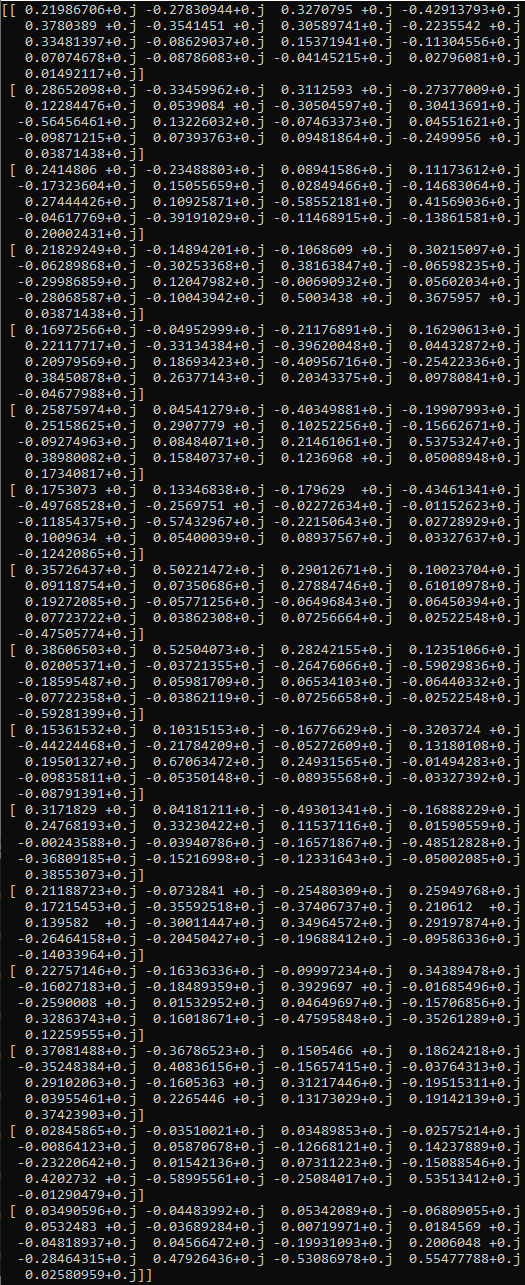 [[ 0.21986706+0.j -0.27830944+0.j  0.3270795 +0.j -0.42913793+0.j
   0.3780389 +0.j -0.3541451 +0.j  0.30589741+0.j -0.2235542 +0.j
   0.33481397+0.j -0.08629037+0.j  0.15371941+0.j -0.11304556+0.j
   0.07074678+0.j -0.08786083+0.j -0.04145215+0.j  0.02796081+0.j
   0.01492117+0.j]
 [ 0.28652098+0.j -0.33459962+0.j  0.3112593 +0.j -0.27377009+0.j
   0.12284476+0.j  0.0539084 +0.j -0.30504597+0.j  0.30413691+0.j
  -0.56456461+0.j  0.13226032+0.j -0.07463373+0.j  0.04551621+0.j
  -0.09871215+0.j  0.07393763+0.j  0.09481864+0.j -0.2499956 +0.j
   0.03871438+0.j]
 [ 0.2414806 +0.j -0.23488803+0.j  0.08941586+0.j  0.11173612+0.j
  -0.17323604+0.j  0.15055659+0.j  0.02849466+0.j -0.14683064+0.j
   0.27444426+0.j  0.10925871+0.j -0.58552181+0.j  0.41569036+0.j
  -0.04617769+0.j -0.39191029+0.j -0.11468915+0.j -0.13861581+0.j
   0.20002431+0.j]
 [ 0.21829249+0.j -0.14894201+0.j -0.1068609 +0.j  0.30215097+0.j
  -0.06289868+0.j -0.30253368+0.j  0.38163847+0.j -0.06598235+0.j
  -0.29986859+0.j  0.12047982+0.j -0.00690932+0.j  0.05602034+0.j
  -0.28068587+0.j -0.10043942+0.j  0.5003438 +0.j  0.3675957 +0.j
   0.03871438+0.j]
 [ 0.16972566+0.j -0.04952999+0.j -0.21176891+0.j  0.16290613+0.j
   0.22117717+0.j -0.33134384+0.j -0.39620048+0.j  0.04432872+0.j
   0.20979569+0.j  0.18693423+0.j -0.40956716+0.j -0.25422336+0.j
   0.38450878+0.j  0.26377143+0.j  0.20343375+0.j  0.09780841+0.j
  -0.04677988+0.j]
 [ 0.25875974+0.j  0.04541279+0.j -0.40349881+0.j -0.19907993+0.j
   0.25158625+0.j  0.2907779 +0.j  0.10252256+0.j -0.15662671+0.j
  -0.09274963+0.j  0.08484071+0.j  0.21461061+0.j  0.53753247+0.j
   0.38980082+0.j  0.15840737+0.j  0.1236968 +0.j  0.05008948+0.j
   0.17340817+0.j]
 [ 0.1753073 +0.j  0.13346838+0.j -0.179629  +0.j -0.43461341+0.j
  -0.49768528+0.j -0.2569751 +0.j -0.02272634+0.j -0.01152623+0.j
  -0.11854375+0.j -0.57432967+0.j -0.22150643+0.j  0.02728929+0.j
   0.1009634 +0.j  0.05400039+0.j  0.08937567+0.j  0.03327637+0.j
  -0.12420865+0.j]
 [ 0.35726437+0.j  0.50221472+0.j  0.29012671+0.j  0.10023704+0.j
   0.09118754+0.j  0.07350686+0.j  0.27884746+0.j  0.61010978+0.j
   0.19272085+0.j -0.05771256+0.j -0.06496843+0.j  0.06450394+0.j
   0.07723722+0.j  0.03862308+0.j  0.07256664+0.j  0.02522548+0.j
  -0.47505774+0.j]
 [ 0.38606503+0.j  0.52504073+0.j  0.28242155+0.j  0.12351066+0.j
   0.02005371+0.j -0.03721355+0.j -0.26476066+0.j -0.59029836+0.j
  -0.18595487+0.j  0.05981709+0.j  0.06534103+0.j -0.06440332+0.j
  -0.07722358+0.j -0.03862119+0.j -0.07256658+0.j -0.02522548+0.j
  -0.59281399+0.j]
 [ 0.15361532+0.j  0.10315153+0.j -0.16776629+0.j -0.3203724 +0.j
  -0.44224468+0.j -0.21784209+0.j -0.05272609+0.j  0.13180108+0.j
   0.19501327+0.j  0.67063472+0.j  0.24931565+0.j -0.01494283+0.j
  -0.09835811+0.j -0.05350148+0.j -0.08935568+0.j -0.03327392+0.j
  -0.08791391+0.j]
 [ 0.3171829 +0.j  0.04181211+0.j -0.49301341+0.j -0.16888229+0.j
   0.24768193+0.j  0.33230422+0.j  0.11537116+0.j  0.01590559+0.j
  -0.00243588+0.j -0.03940786+0.j -0.16571867+0.j -0.48512828+0.j
  -0.36809185+0.j -0.15216998+0.j -0.12331643+0.j -0.05002085+0.j
   0.38553073+0.j]
 [ 0.21188723+0.j -0.0732841 +0.j -0.25480309+0.j  0.25949768+0.j
   0.17215453+0.j -0.35592518+0.j -0.37406737+0.j  0.210612  +0.j
   0.139582  +0.j -0.30011447+0.j  0.34964572+0.j  0.29197874+0.j
  -0.26464158+0.j -0.20450427+0.j -0.19688412+0.j -0.09586336+0.j
  -0.14033964+0.j]
 [ 0.22757146+0.j -0.16336336+0.j -0.09997234+0.j  0.34389478+0.j
  -0.16027183+0.j -0.18489359+0.j  0.3929697 +0.j -0.01685496+0.j
  -0.2590008 +0.j  0.01532952+0.j  0.04649697+0.j -0.15706856+0.j
   0.32863743+0.j  0.16018671+0.j -0.47595848+0.j -0.35261289+0.j
   0.12259555+0.j]
 [ 0.37081488+0.j -0.36786523+0.j  0.1505466 +0.j  0.18624218+0.j
  -0.35248384+0.j  0.40836156+0.j -0.15657415+0.j -0.03764313+0.j
   0.29102063+0.j -0.1605363 +0.j  0.31217446+0.j -0.19515311+0.j
   0.03955461+0.j  0.2265446 +0.j  0.13173029+0.j  0.19142139+0.j
   0.37423903+0.j]
 [ 0.02845865+0.j -0.03510021+0.j  0.03489853+0.j -0.02575214+0.j
  -0.00864123+0.j  0.05870678+0.j -0.12668121+0.j  0.14237889+0.j
  -0.23220642+0.j  0.01542136+0.j  0.07311223+0.j -0.15088546+0.j
   0.4202732 +0.j -0.58995561+0.j -0.25084017+0.j  0.53513412+0.j
  -0.01290479+0.j]
 [ 0.03490596+0.j -0.04483992+0.j  0.05342089+0.j -0.06809055+0.j
   0.0532483 +0.j -0.03689284+0.j  0.00719971+0.j  0.0184569 +0.j
  -0.04818937+0.j  0.04566472+0.j -0.19931093+0.j  0.2006048 +0.j
  -0.28464315+0.j  0.47926436+0.j -0.53086978+0.j  0.55477788+0.j
   0.02580959+0.j]]